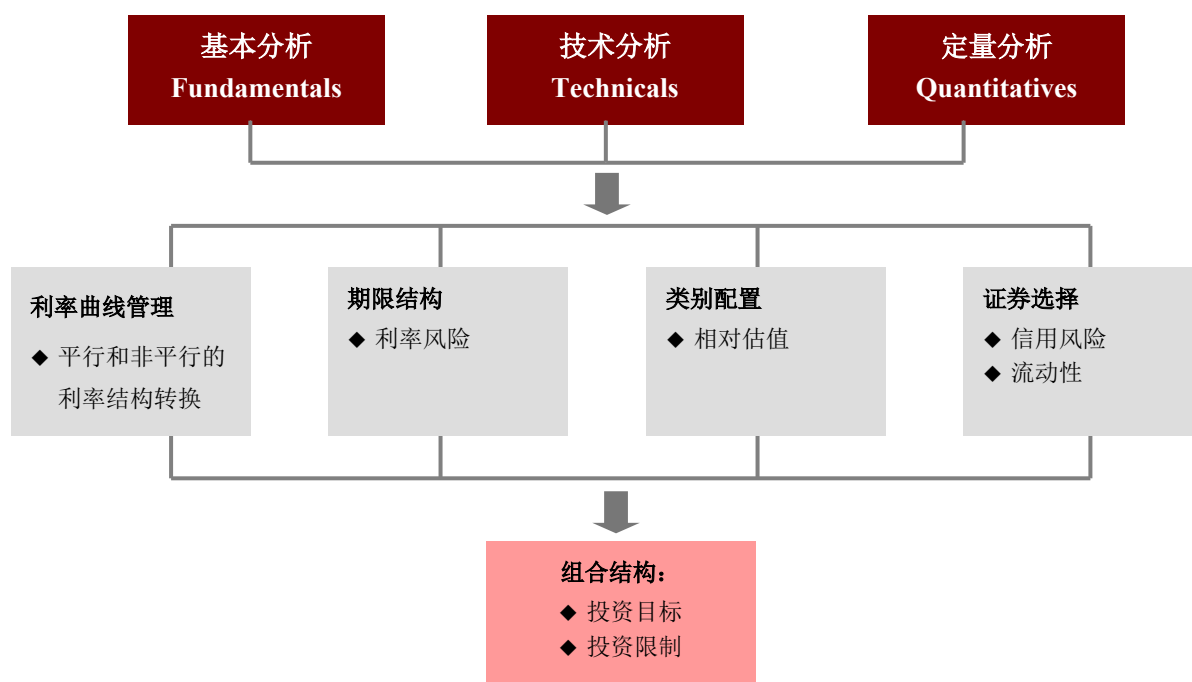 基本分析
Fundamentals
技术分析
Technicals
定量分析
Quantitatives
利率曲线管理
◆ 平行和非平行的
利率结构转换
期限结构
◆ 利率风险
类别配置
◆ 相对估值
证券选择
◆ 信用风险
◆ 流动性
组合结构：
◆ 投资目标
◆ 投资限制